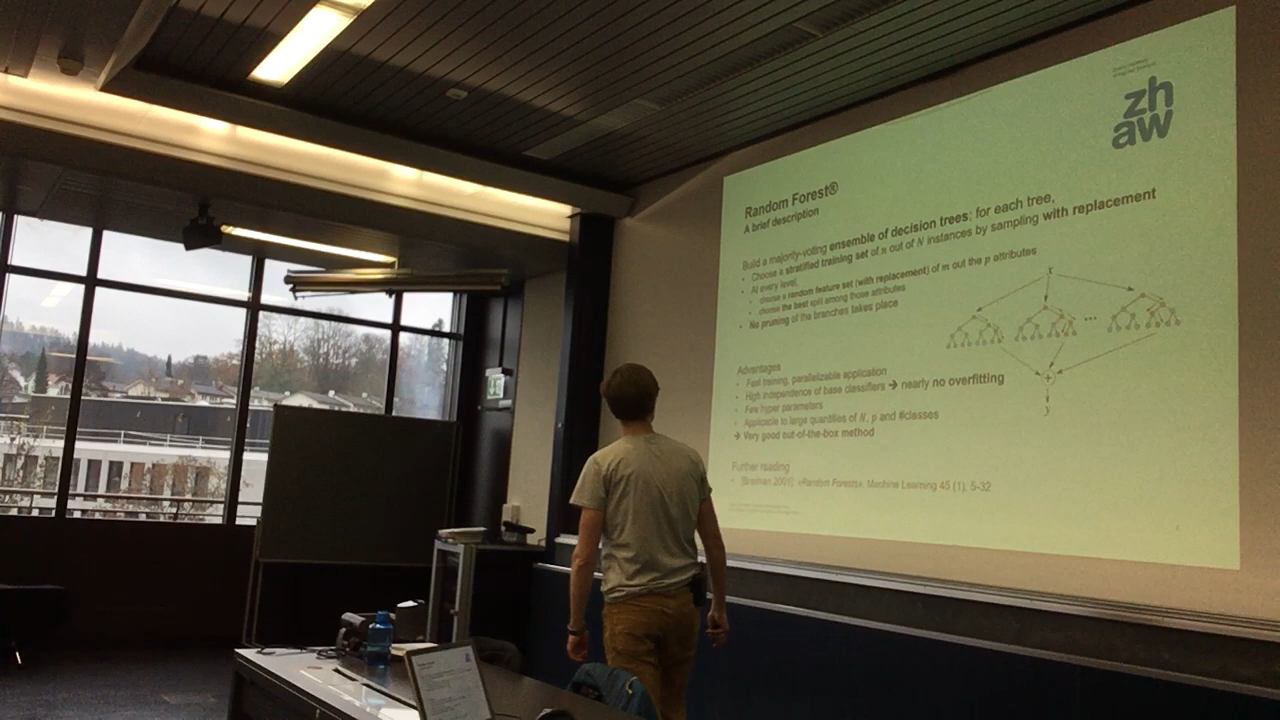 zh
aw
Random Forest®
A brief description
Build a majority-voting ensemble of decision trees; for each tree,
• Choose a stratified training set of n out of N instances by sampling with replacement
• At every level,
• choose a random feature set (with replacement) of m out the p attributes
• choose the best split among those attributes
• No pruning of the branches takes place
x
...
+
y
Advantages
• Fast training, parallelizable application
• High independence of base classifiers ➔ nearly no overfitting
• Few hyper parameters
• Applicable to large quantities of N, p and #classes
➔ Very good out-of-the-box method
Further reading
• [Breiman 2001]: «Random Forests», Machine Learning 45 (1), 5-32